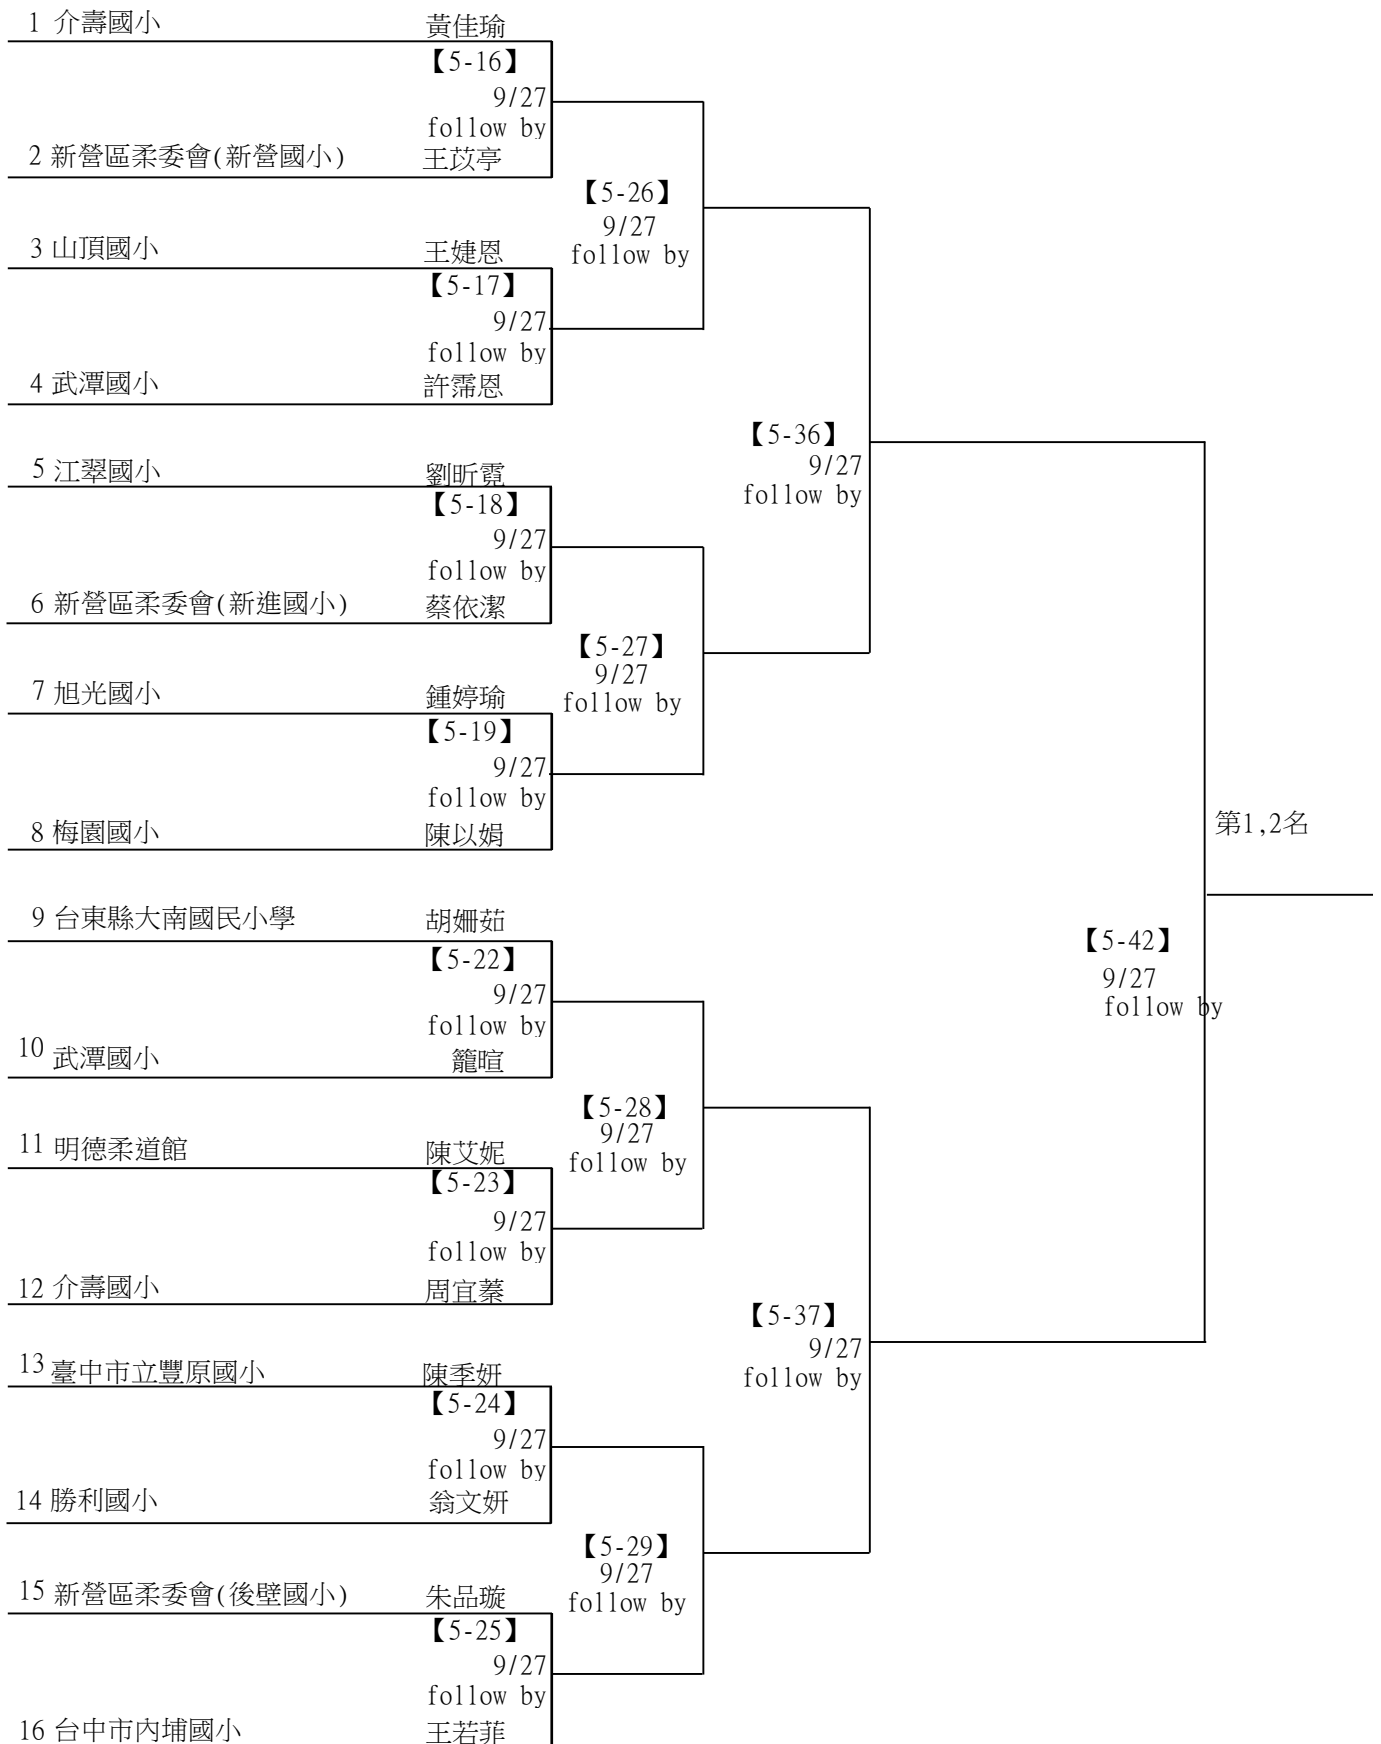 1 介壽國小 黃佳瑜
【5-16】
9/27
follow by
2 新營區柔委會(新營國小) 王苡亭
【5-26】
9/27
follow by
3 山頂國小 王婕恩
【5-17】
9/27
follow by
4 武潭國小 許霈恩
【5-36】
9/27
follow by
5 江翠國小 劉昕霓
【5-18】
9/27
follow by
6 新營區柔委會(新進國小) 蔡依潔
【5-27】
9/27
follow by
7 旭光國小 鍾婷瑜
【5-19】
9/27
follow by
8 梅園國小 陳以娟
第1,2名
9 台東縣大南國民小學 胡姍茹
【5-42】
9/27
follow by
【5-22】
9/27
follow by
10 武潭國小 籠暄
【5-28】
9/27
follow by
11 明德柔道館 陳艾妮
【5-23】
9/27
follow by
12 介壽國小 周宜蓁
【5-37】
9/27
follow by
13 臺中市立豐原國小 陳季妍
【5-24】
9/27
follow by
14 勝利國小 翁文妍
【5-29】
9/27
follow by
15 新營區柔委會(後壁國小) 朱品璇
【5-25】
9/27
follow by
16 台中市內埔國小 王若菲